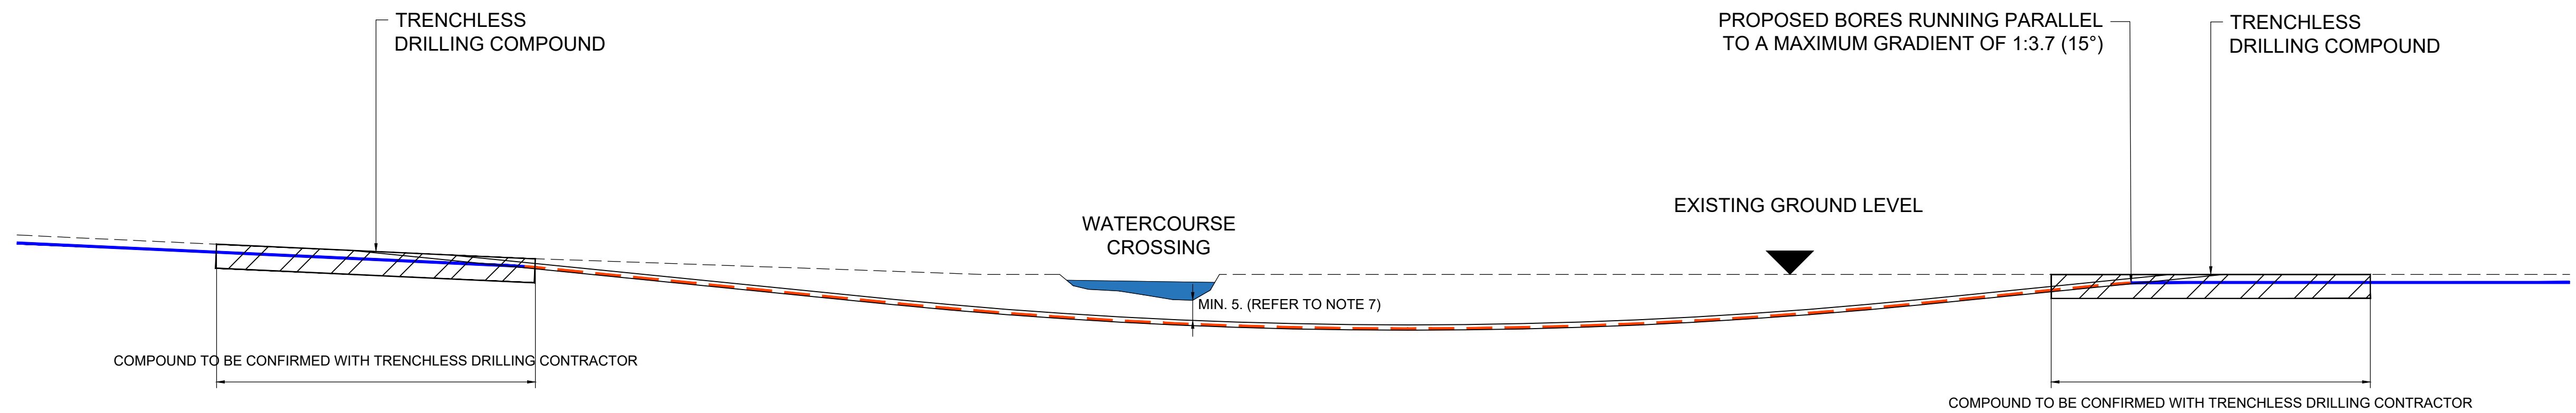 TRENCHLESS
DRILLING COMPOUND
PROPOSED BORES RUNNING PARALLEL
TO A MAXIMUM GRADIENT OF 1:3.7 (15°)
TRENCHLESS
DRILLING COMPOUND
WATERCOURSE
CROSSING
EXISTING GROUND LEVEL
MIN. 5. (REFER TO NOTE 7)
COMPOUND TO BE CONFIRMED WITH TRENCHLESS DRILLING CONTRACTOR
COMPOUND TO BE CONFIRMED WITH TRENCHLESS DRILLING CONTRACTOR